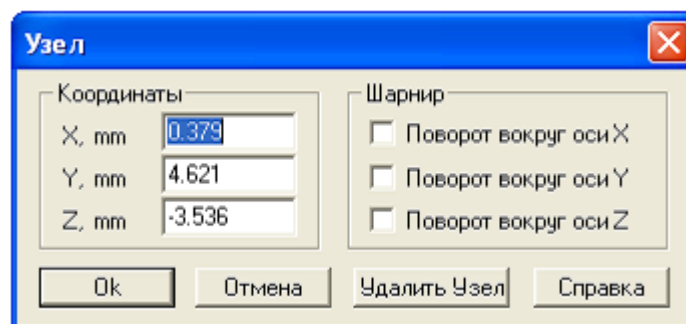 Узел
Координаты
X, mm 0.379
Y, mm 4.621
Z, mm -3.536
Шарнир
Поворот вокруг оси X
Поворот вокруг оси Y
Поворот вокруг оси Z
Ok Отмена Удалить Узел Справка